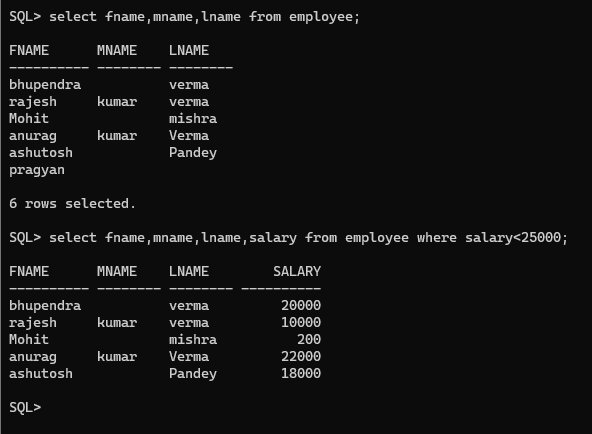 SQL> select fname,mname,lname from employee;
FNAME      MNAME    LNAME
---------- -------- --------
bhupendra           verma
rajesh     kumar    verma
Mohit               mishra
anurag     kumar    Verma
ashutosh            Pandey
pragyan
6 rows selected.
SQL> select fname,mname,lname,salary from employee where salary<25000;
FNAME      MNAME    LNAME        SALARY
---------- -------- -------- ----------
bhupendra           verma         20000
rajesh     kumar    verma         10000
Mohit               mishra          200
anurag     kumar    Verma         22000
ashutosh            Pandey        18000
SQL>